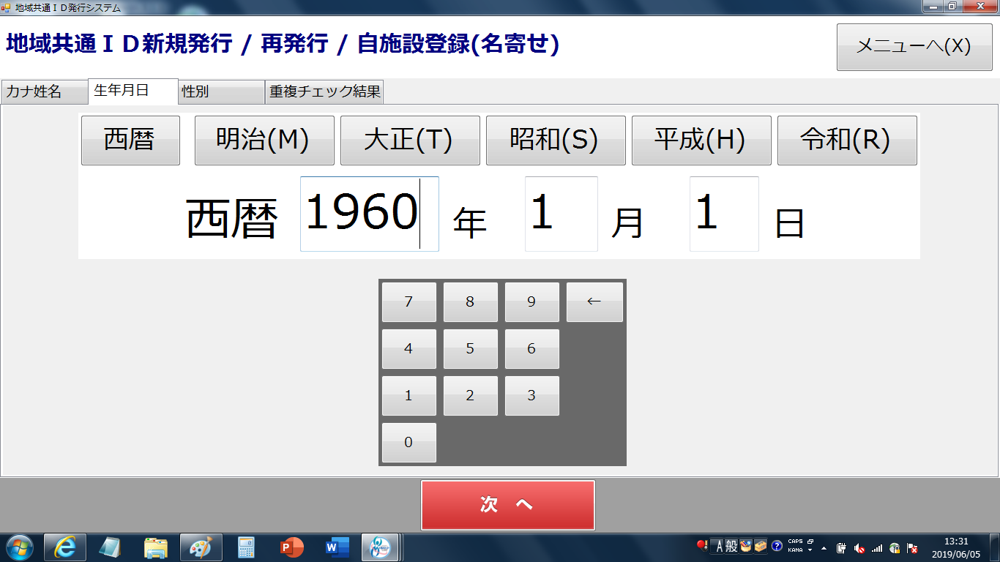 地域共通ＩＤ発行システム
地域共通ＩＤ新規発行 / 再発行 / 自施設登録(名寄せ)
メニューへ(X)
カナ姓名 生年月日 性別 重複チェック結果
西暦 明治(M) 大正(T) 昭和(S) 平成(H) 令和(R)
西暦 1960 年 1 月 1 日
7 8 9 ←
4 5 6
1 2 3
0
次 へ
A 般 CAPS KANA
13:31
2019/06/05